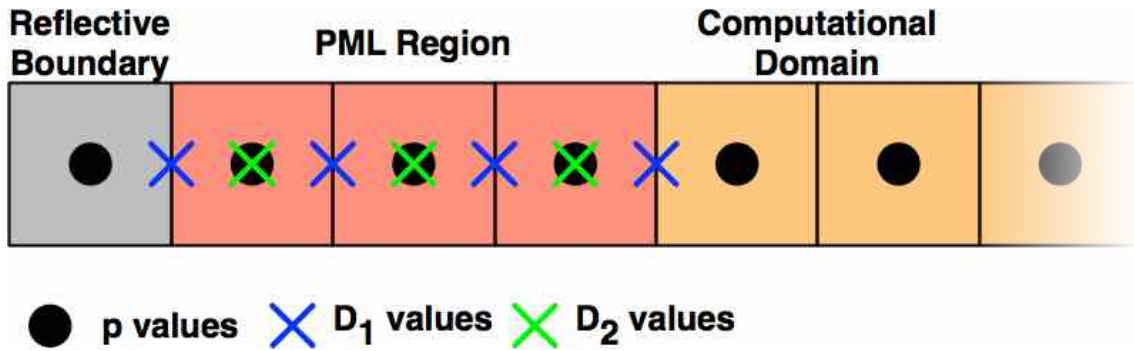 Reflective
Boundary
PML Region
Computational
Domain
p values
D₁ values
D₂ values